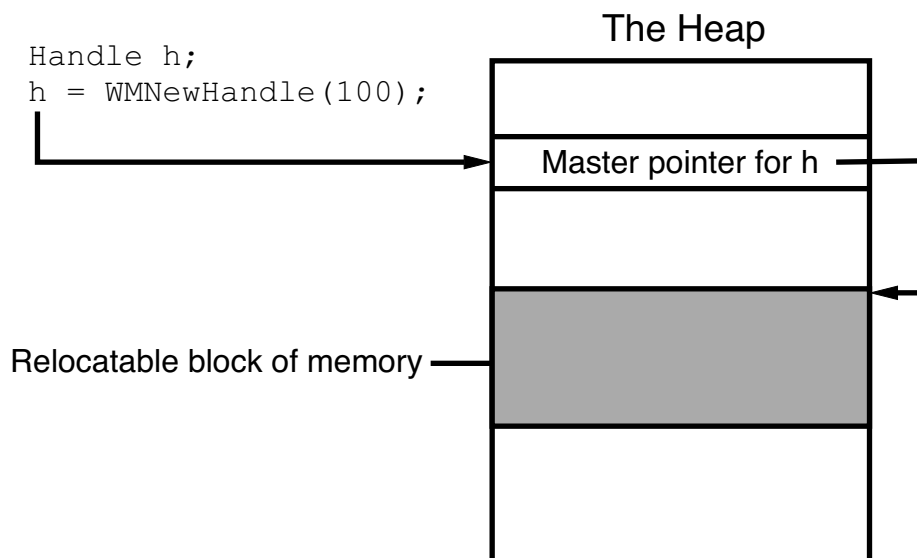 The Heap
Handle h;
h = WMNewHandle(100);
Master pointer for h
Relocatable block of memory